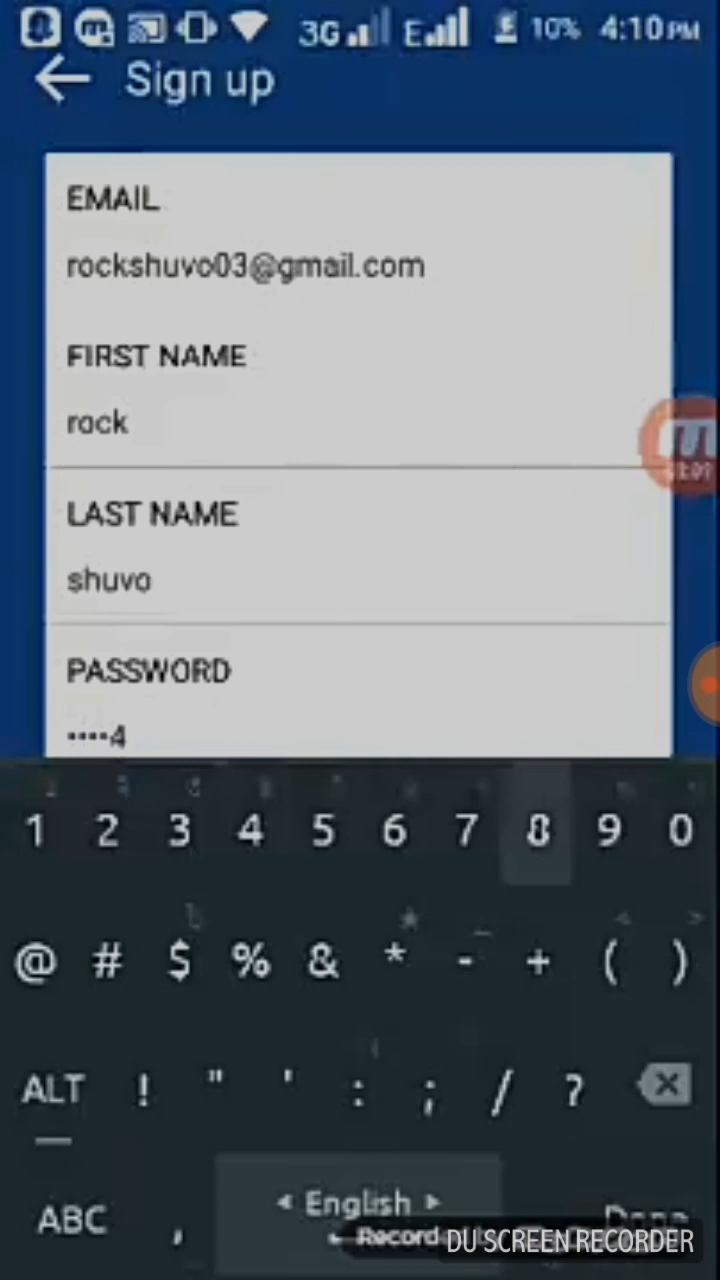 3G E 10% 4:10 PM
Sign up
EMAIL
rockshuvo03@gmail.com
FIRST NAME
rock
LAST NAME
shuvo
PASSWORD
••••4
1 2 3 4 5 6 7 8 9 0
@ # $ % & * - + ( )
ALT ! " ' : ; / ?
ABC , ◄ English ► Done
DU SCREEN RECORDER